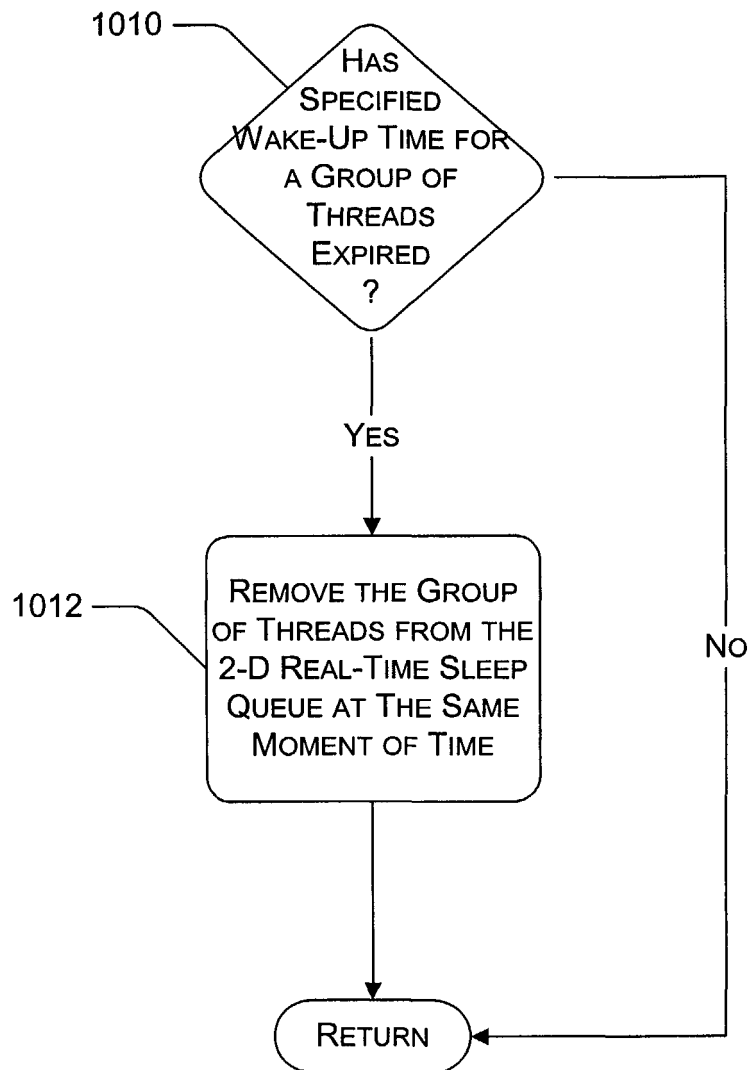 1010
HAS
SPECIFIED
WAKE-UP TIME FOR
A GROUP OF
THREADS
EXPIRED
?
YES
1012
REMOVE THE GROUP
OF THREADS FROM THE
2-D REAL-TIME SLEEP
QUEUE AT THE SAME
MOMENT OF TIME
NO
RETURN